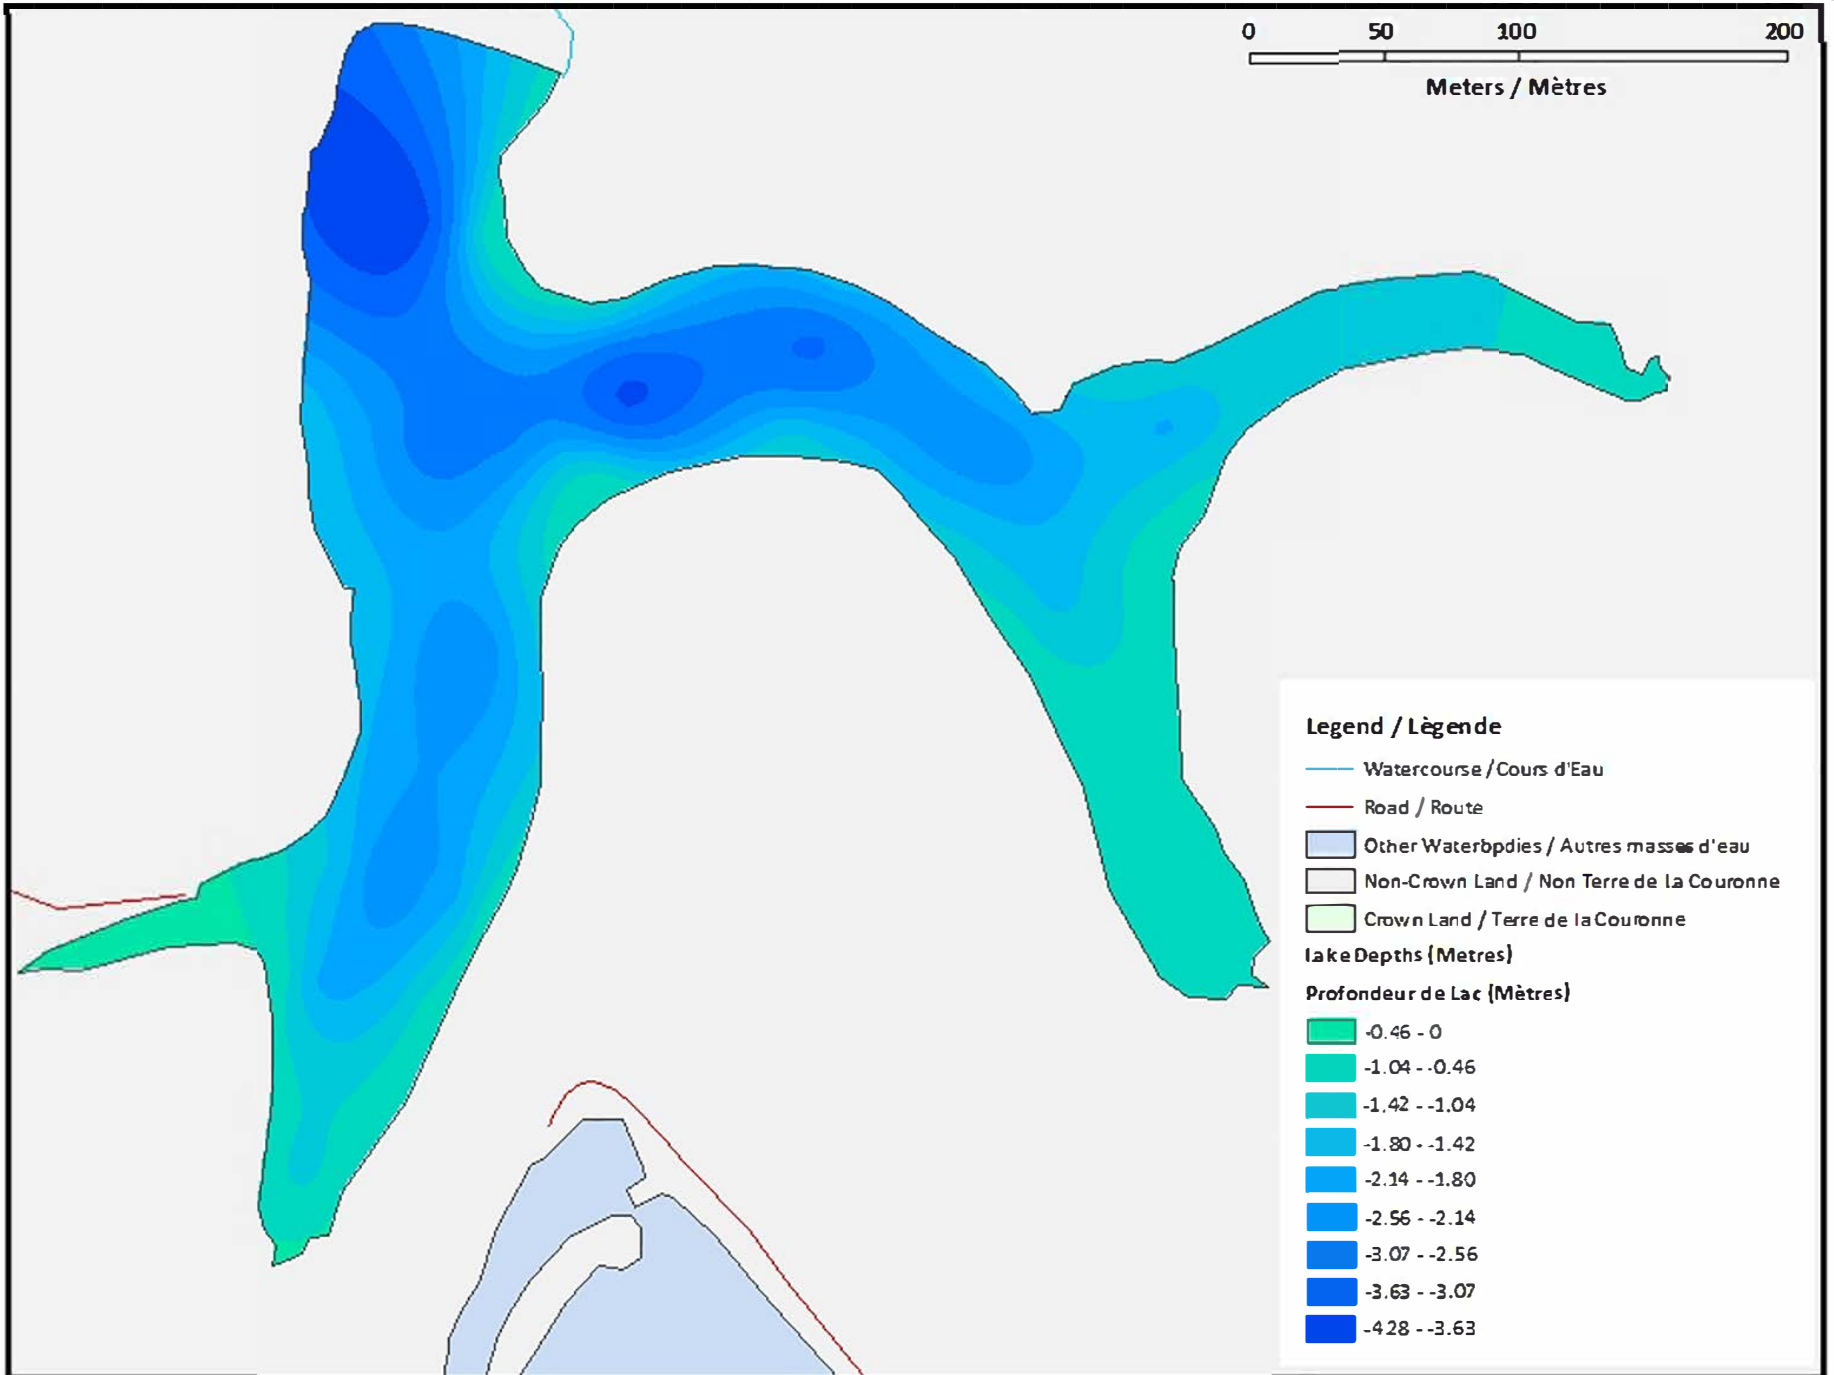 0 50 100 200
Meters / Mètres
Legend / Lègende
Watercourse / Cours d'Eau
Road / Route
Other Waterbpdies / Autres masses d'eau
Non-Crown Land / Non Terre de La Couronne
Crown Land / Terre de la Couronne
Lake Depths (Metres)
Profondeur de Lac (Mètres)
-0.46 - 0
-1.04 - -0.46
-1.42 - -1.04
-1.80 - -1.42
-2.14 - -1.80
-2.56 - -2.14
-3.07 - -2.56
-3.63 - -3.07
-428 - -3.63